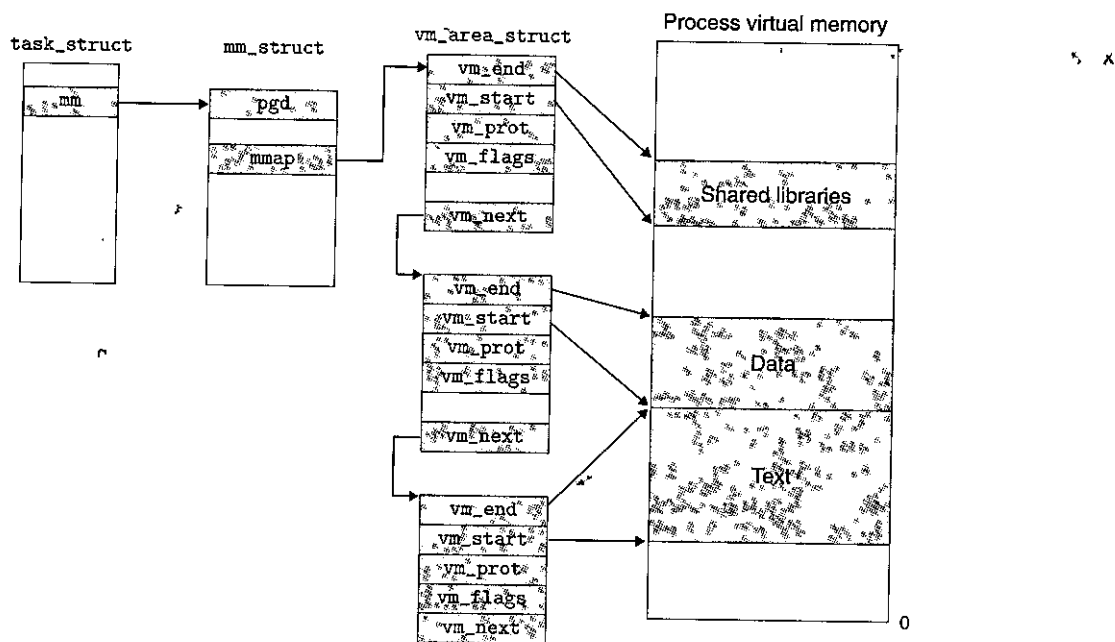 Process virtual memory
task_struct
mm_struct
vm_area_struct
mm
pgd
mmap
vm_end
vm_start
vm_prot
vm_flags
vm_next
vm_end
vm_start
vm_prot
vm_flags
vm_next
vm_end
vm_start
vm_prot
vm_flags
vm_next
Shared libraries
Data
Text
0